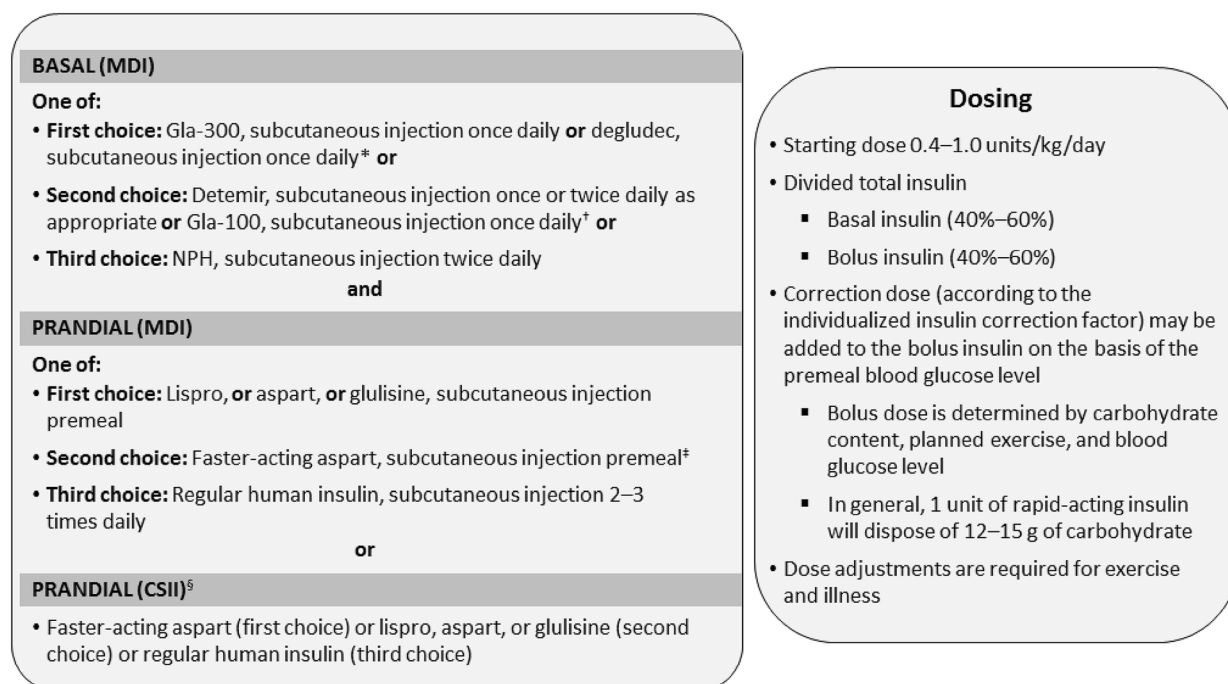 BASAL (MDI)
One of:
• First choice: Gla-300, subcutaneous injection once daily or degludec,
subcutaneous injection once daily* or
• Second choice: Detemir, subcutaneous injection once or twice daily as
appropriate or Gla-100, subcutaneous injection once daily† or
• Third choice: NPH, subcutaneous injection twice daily
and
PRANDIAL (MDI)
One of:
• First choice: Lispro, or aspart, or glulisine, subcutaneous injection
premeal
• Second choice: Faster-acting aspart, subcutaneous injection premeal‡
• Third choice: Regular human insulin, subcutaneous injection 2–3
times daily
or
PRANDIAL (CSII)§
• Faster-acting aspart (first choice) or lispro, aspart, or glulisine (second
choice) or regular human insulin (third choice)
Dosing
• Starting dose 0.4–1.0 units/kg/day
• Divided total insulin
▪ Basal insulin (40%–60%)
▪ Bolus insulin (40%–60%)
• Correction dose (according to the
individualized insulin correction factor) may be
added to the bolus insulin on the basis of the
premeal blood glucose level
▪ Bolus dose is determined by carbohydrate
content, planned exercise, and blood
glucose level
▪ In general, 1 unit of rapid-acting insulin
will dispose of 12–15 g of carbohydrate
• Dose adjustments are required for exercise
and illness